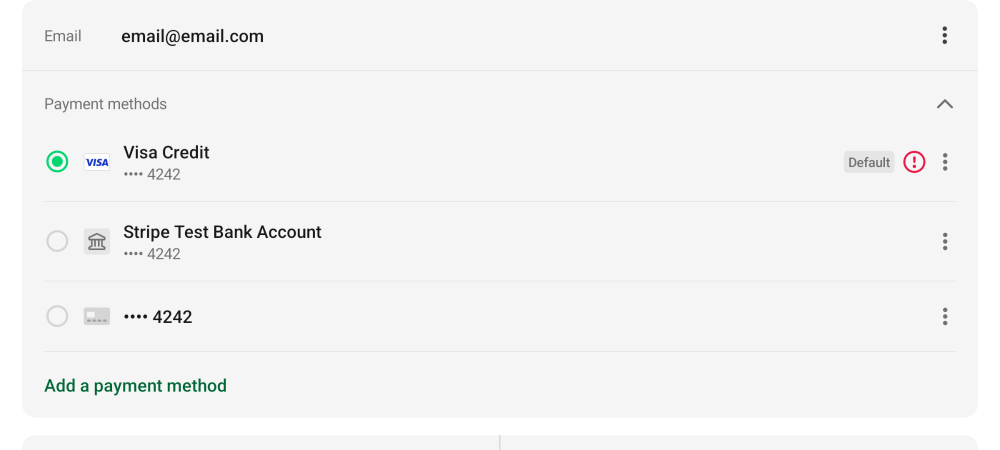 Email email@email.com
Payment methods
VISA Visa Credit
•••• 4242
Default
Stripe Test Bank Account
•••• 4242
•••• 4242
Add a payment method